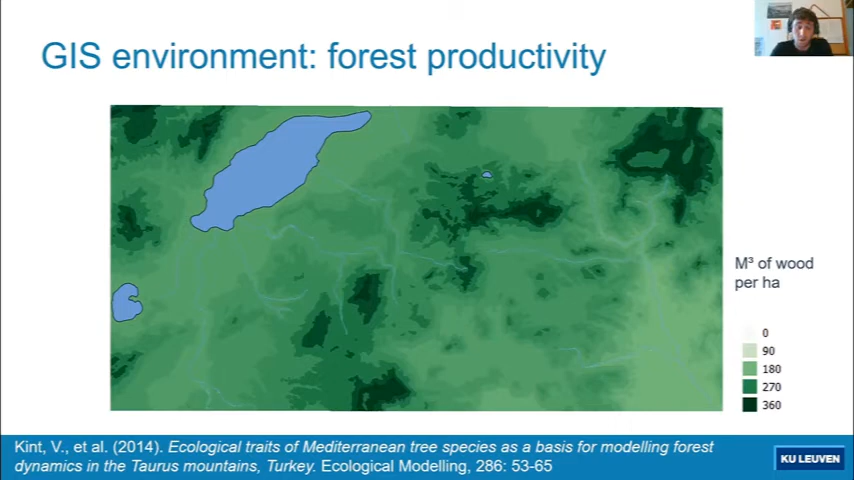 GIS environment: forest productivity
M³ of wood
per ha
0
90
180
270
360
Kint, V., et al. (2014). Ecological traits of Mediterranean tree species as a basis for modelling forest
dynamics in the Taurus mountains, Turkey. Ecological Modelling, 286: 53-65
KU LEUVEN